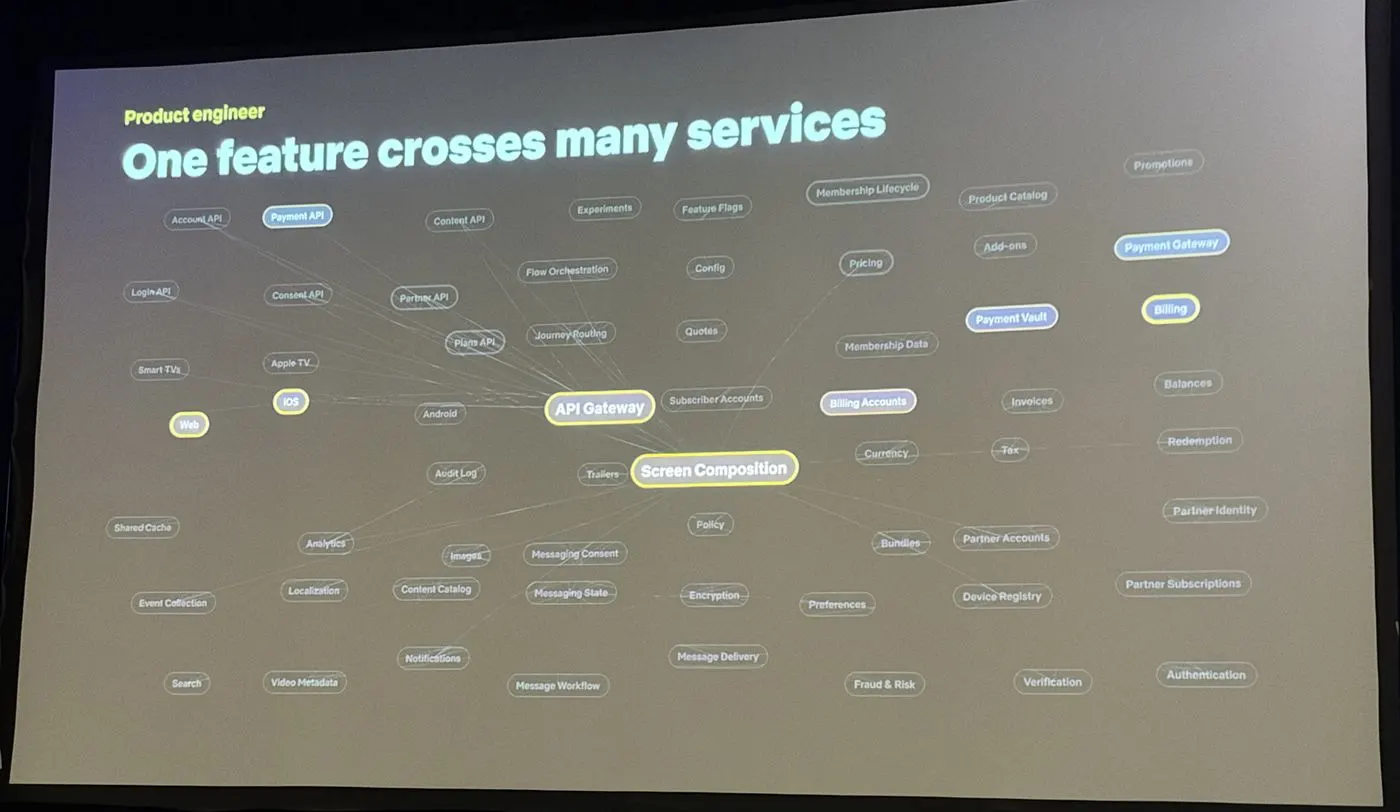 Product engineer
One feature crosses many services
Promotions
Membership Lifecycle
Product Catalog
Account API
Payment API
Content API
Experiments
Feature Flags
Add-ons
Payment Gateway
Flow Orchestration
Config
Pricing
Login API
Consent API
Partner API
Payment Vault
Billing
Plans API
Journey Routing
Quotes
Membership Data
Smart TVs
Apple TV
Balances
Web
iOS
Android
API Gateway
Subscriber Accounts
Billing Accounts
Invoices
Currency
Tax
Redemption
Audit Log
Trailers
Screen Composition
Shared Cache
Analytics
Images
Messaging Consent
Policy
Bundles
Partner Accounts
Partner Identity
Event Collection
Localization
Content Catalog
Messaging State
Encryption
Preferences
Device Registry
Partner Subscriptions
Notifications
Message Delivery
Search
Video Metadata
Message Workflow
Fraud & Risk
Verification
Authentication